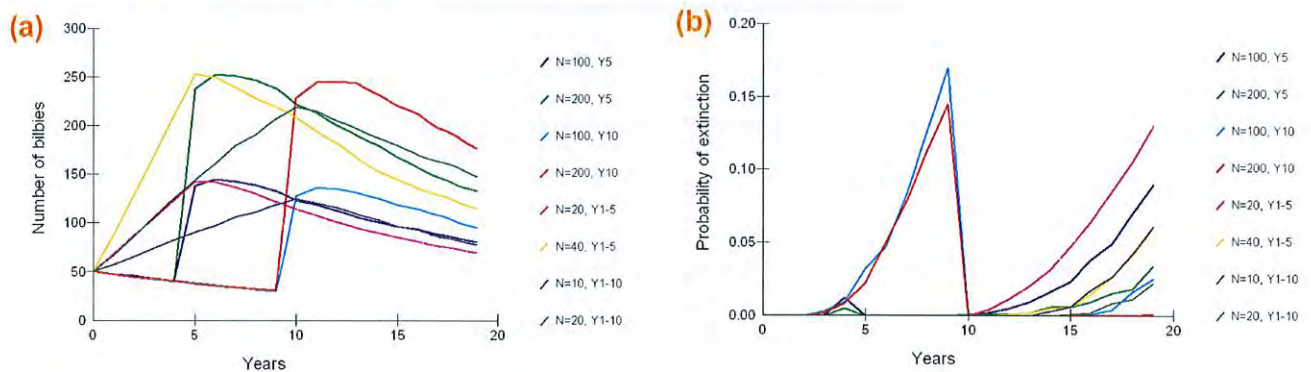 (a)
300
250
200
150
100
50
0
Number of bilbies
0 5 10 15 20
Years
N=100, Y5
N=200, Y5
N=100, Y10
N=200, Y10
N=20, Y1-5
N=40, Y1-5
N=10, Y1-10
N=20, Y1-10
(b)
0.20
0.15
0.10
0.05
0.00
Probability of extinction
0 5 10 15 20
Years
N=100, Y5
N=200, Y5
N=100, Y10
N=200, Y10
N=20, Y1-5
N=40, Y1-5
N=10, Y1-10
N=20, Y1-10